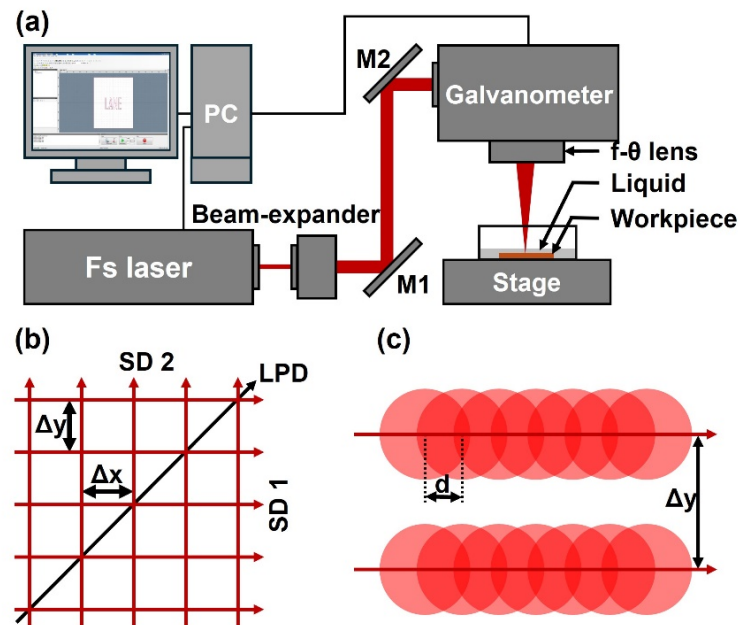 (a)
M2
LANE
PC
Galvanometer
f-θ lens
Beam-expander
Liquid
Workpiece
Fs laser
M1
Stage
(b)
SD 2
LPD
Δy
Δx
SD 1
(c)
d
Δy